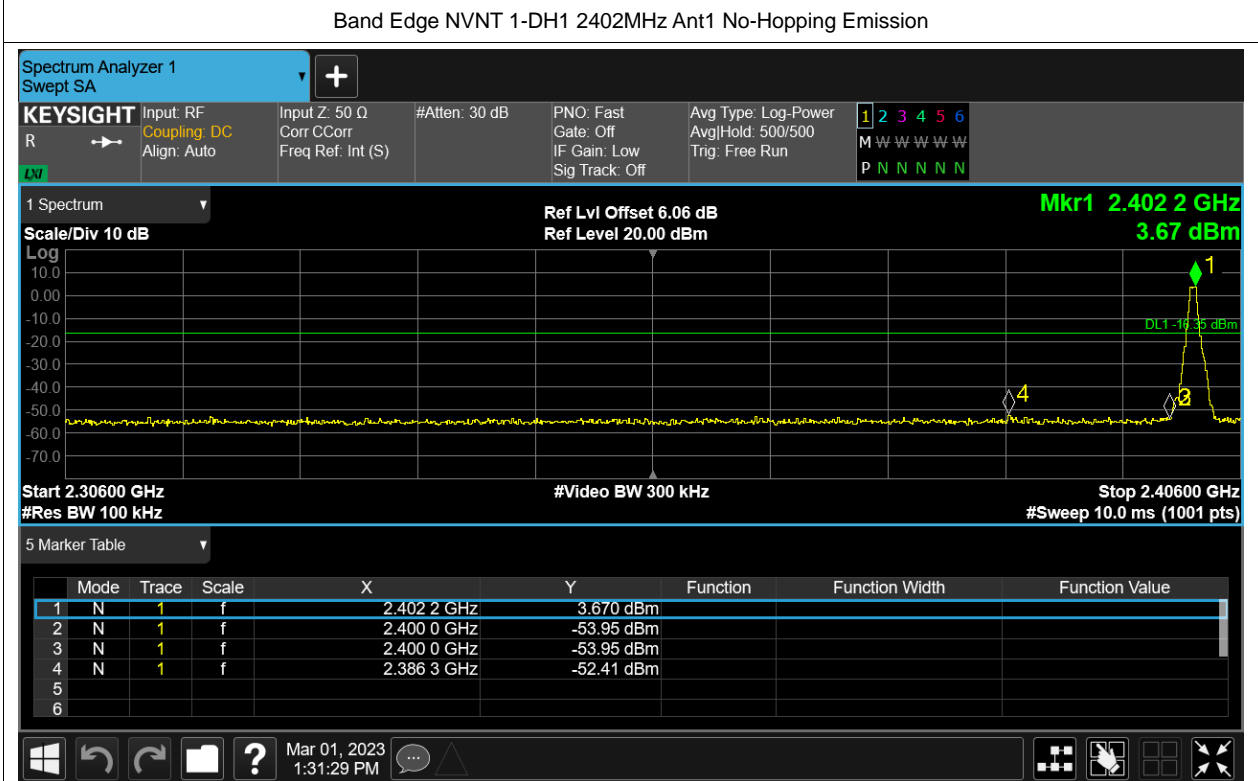 Band Edge NVNT 1-DH1 2402MHz Ant1 No-Hopping Emission
Spectrum Analyzer 1
Swept SA
KEYSIGHT
R
LXI
Input: RF
Coupling: DC
Align: Auto
Input Z: 50 Ω
Corr CCorr
Freq Ref: Int (S)
#Atten: 30 dB
PNO: Fast
Gate: Off
IF Gain: Low
Sig Track: Off
Avg Type: Log-Power
Avg|Hold: 500/500
Trig: Free Run
1 2 3 4 5 6
M W W W W W
P N N N N N
1 Spectrum
Scale/Div 10 dB
Ref Lvl Offset 6.06 dB
Ref Level 20.00 dBm
Mkr1 2.402 2 GHz
3.67 dBm
Log
10.0
0.00
-10.0
-20.0
-30.0
-40.0
-50.0
-60.0
-70.0
1
DL1 -16.35 dBm
4
Start 2.30600 GHz
#Res BW 100 kHz
#Video BW 300 kHz
Stop 2.40600 GHz
#Sweep 10.0 ms (1001 pts)
5 Marker Table
Mode Trace Scale X Y Function Function Width Function Value
1 N 1 f 2.402 2 GHz 3.670 dBm
2 N 1 f 2.400 0 GHz -53.95 dBm
3 N 1 f 2.400 0 GHz -53.95 dBm
4 N 1 f 2.386 3 GHz -52.41 dBm
5
6
?
Mar 01, 2023
1:31:29 PM